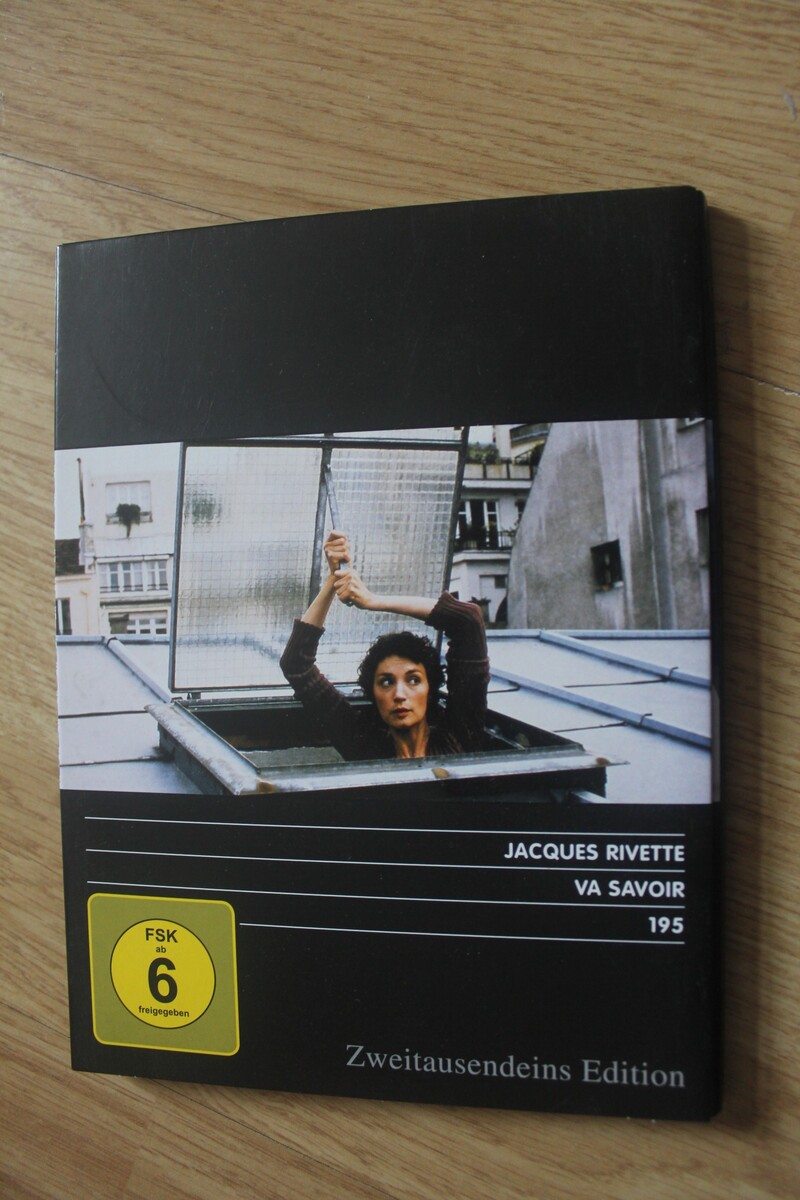 JACQUES RIVETTE
VA SAVOIR
195
FSK
ab
6
freigegeben
Zweitausendeins Edition